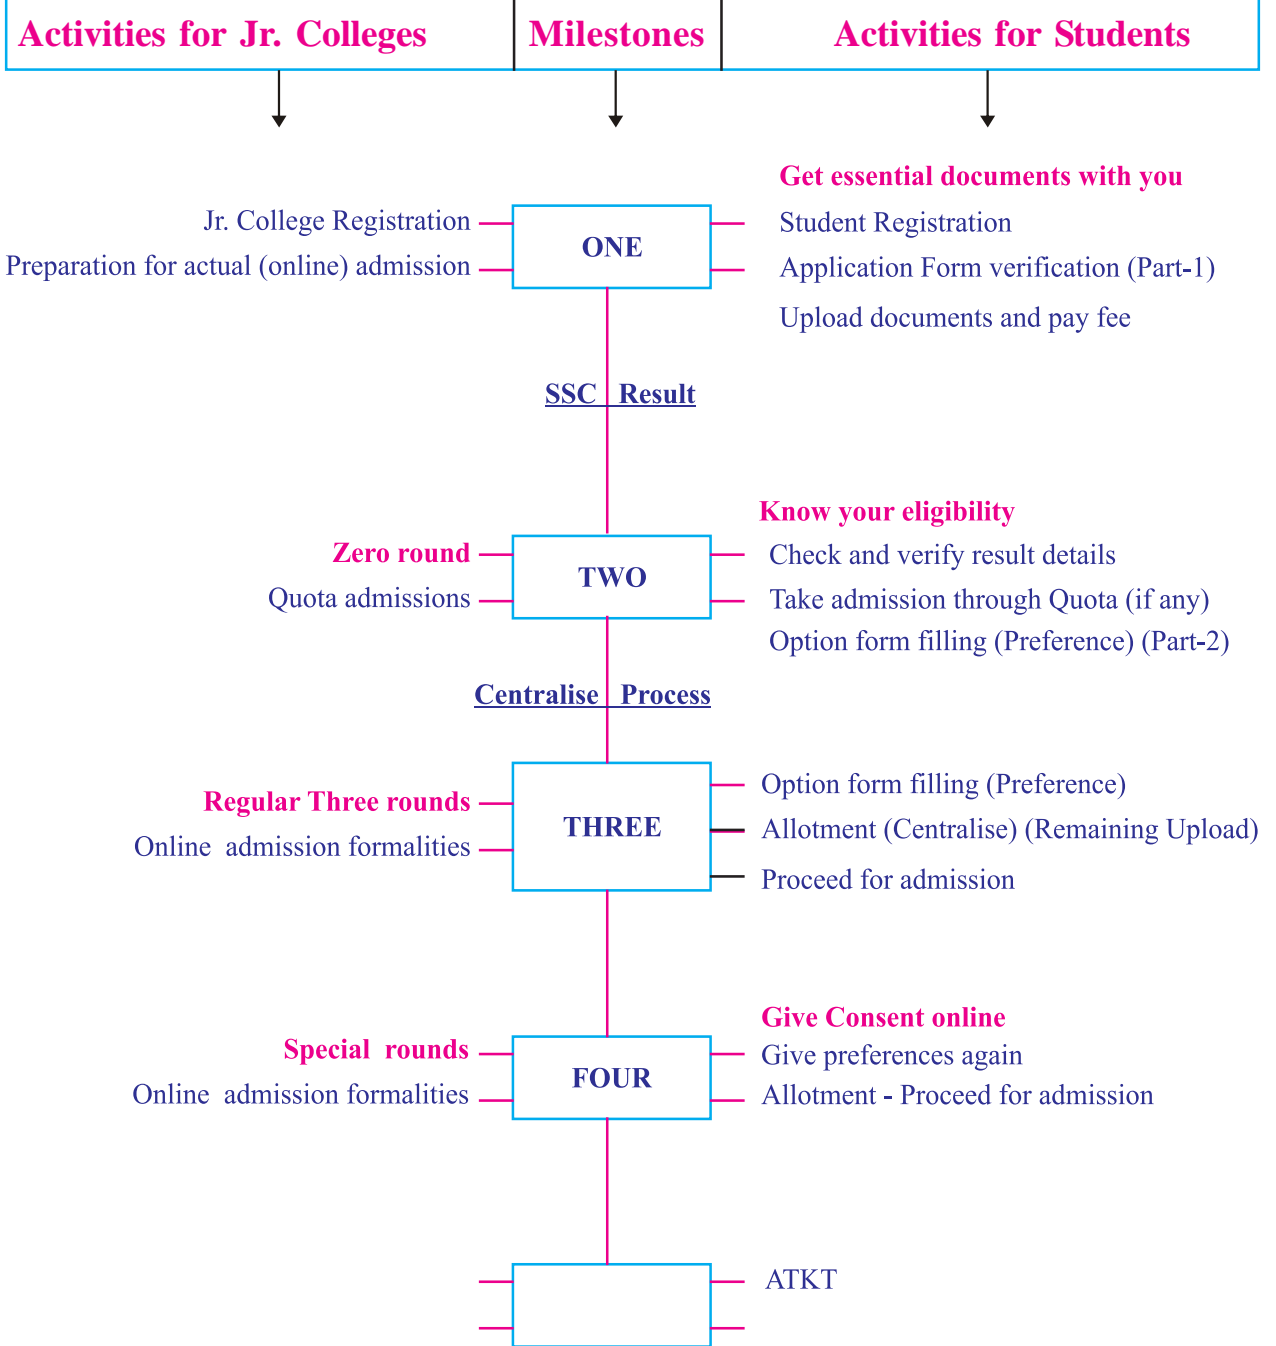 Activities for Jr. Colleges
Milestones
Activities for Students
Get essential documents with you
Jr. College Registration
ONE
Student Registration
Preparation for actual (online) admission
Application Form verification (Part-1)
Upload documents and pay fee
SSC Result
Know your eligibility
Zero round
TWO
Check and verify result details
Quota admissions
Take admission through Quota (if any)
Option form filling (Preference) (Part-2)
Centralise Process
Regular Three rounds
THREE
Option form filling (Preference)
Online admission formalities
Allotment (Centralise) (Remaining Upload)
Proceed for admission
Give Consent online
Special rounds
FOUR
Give preferences again
Online admission formalities
Allotment - Proceed for admission
ATKT